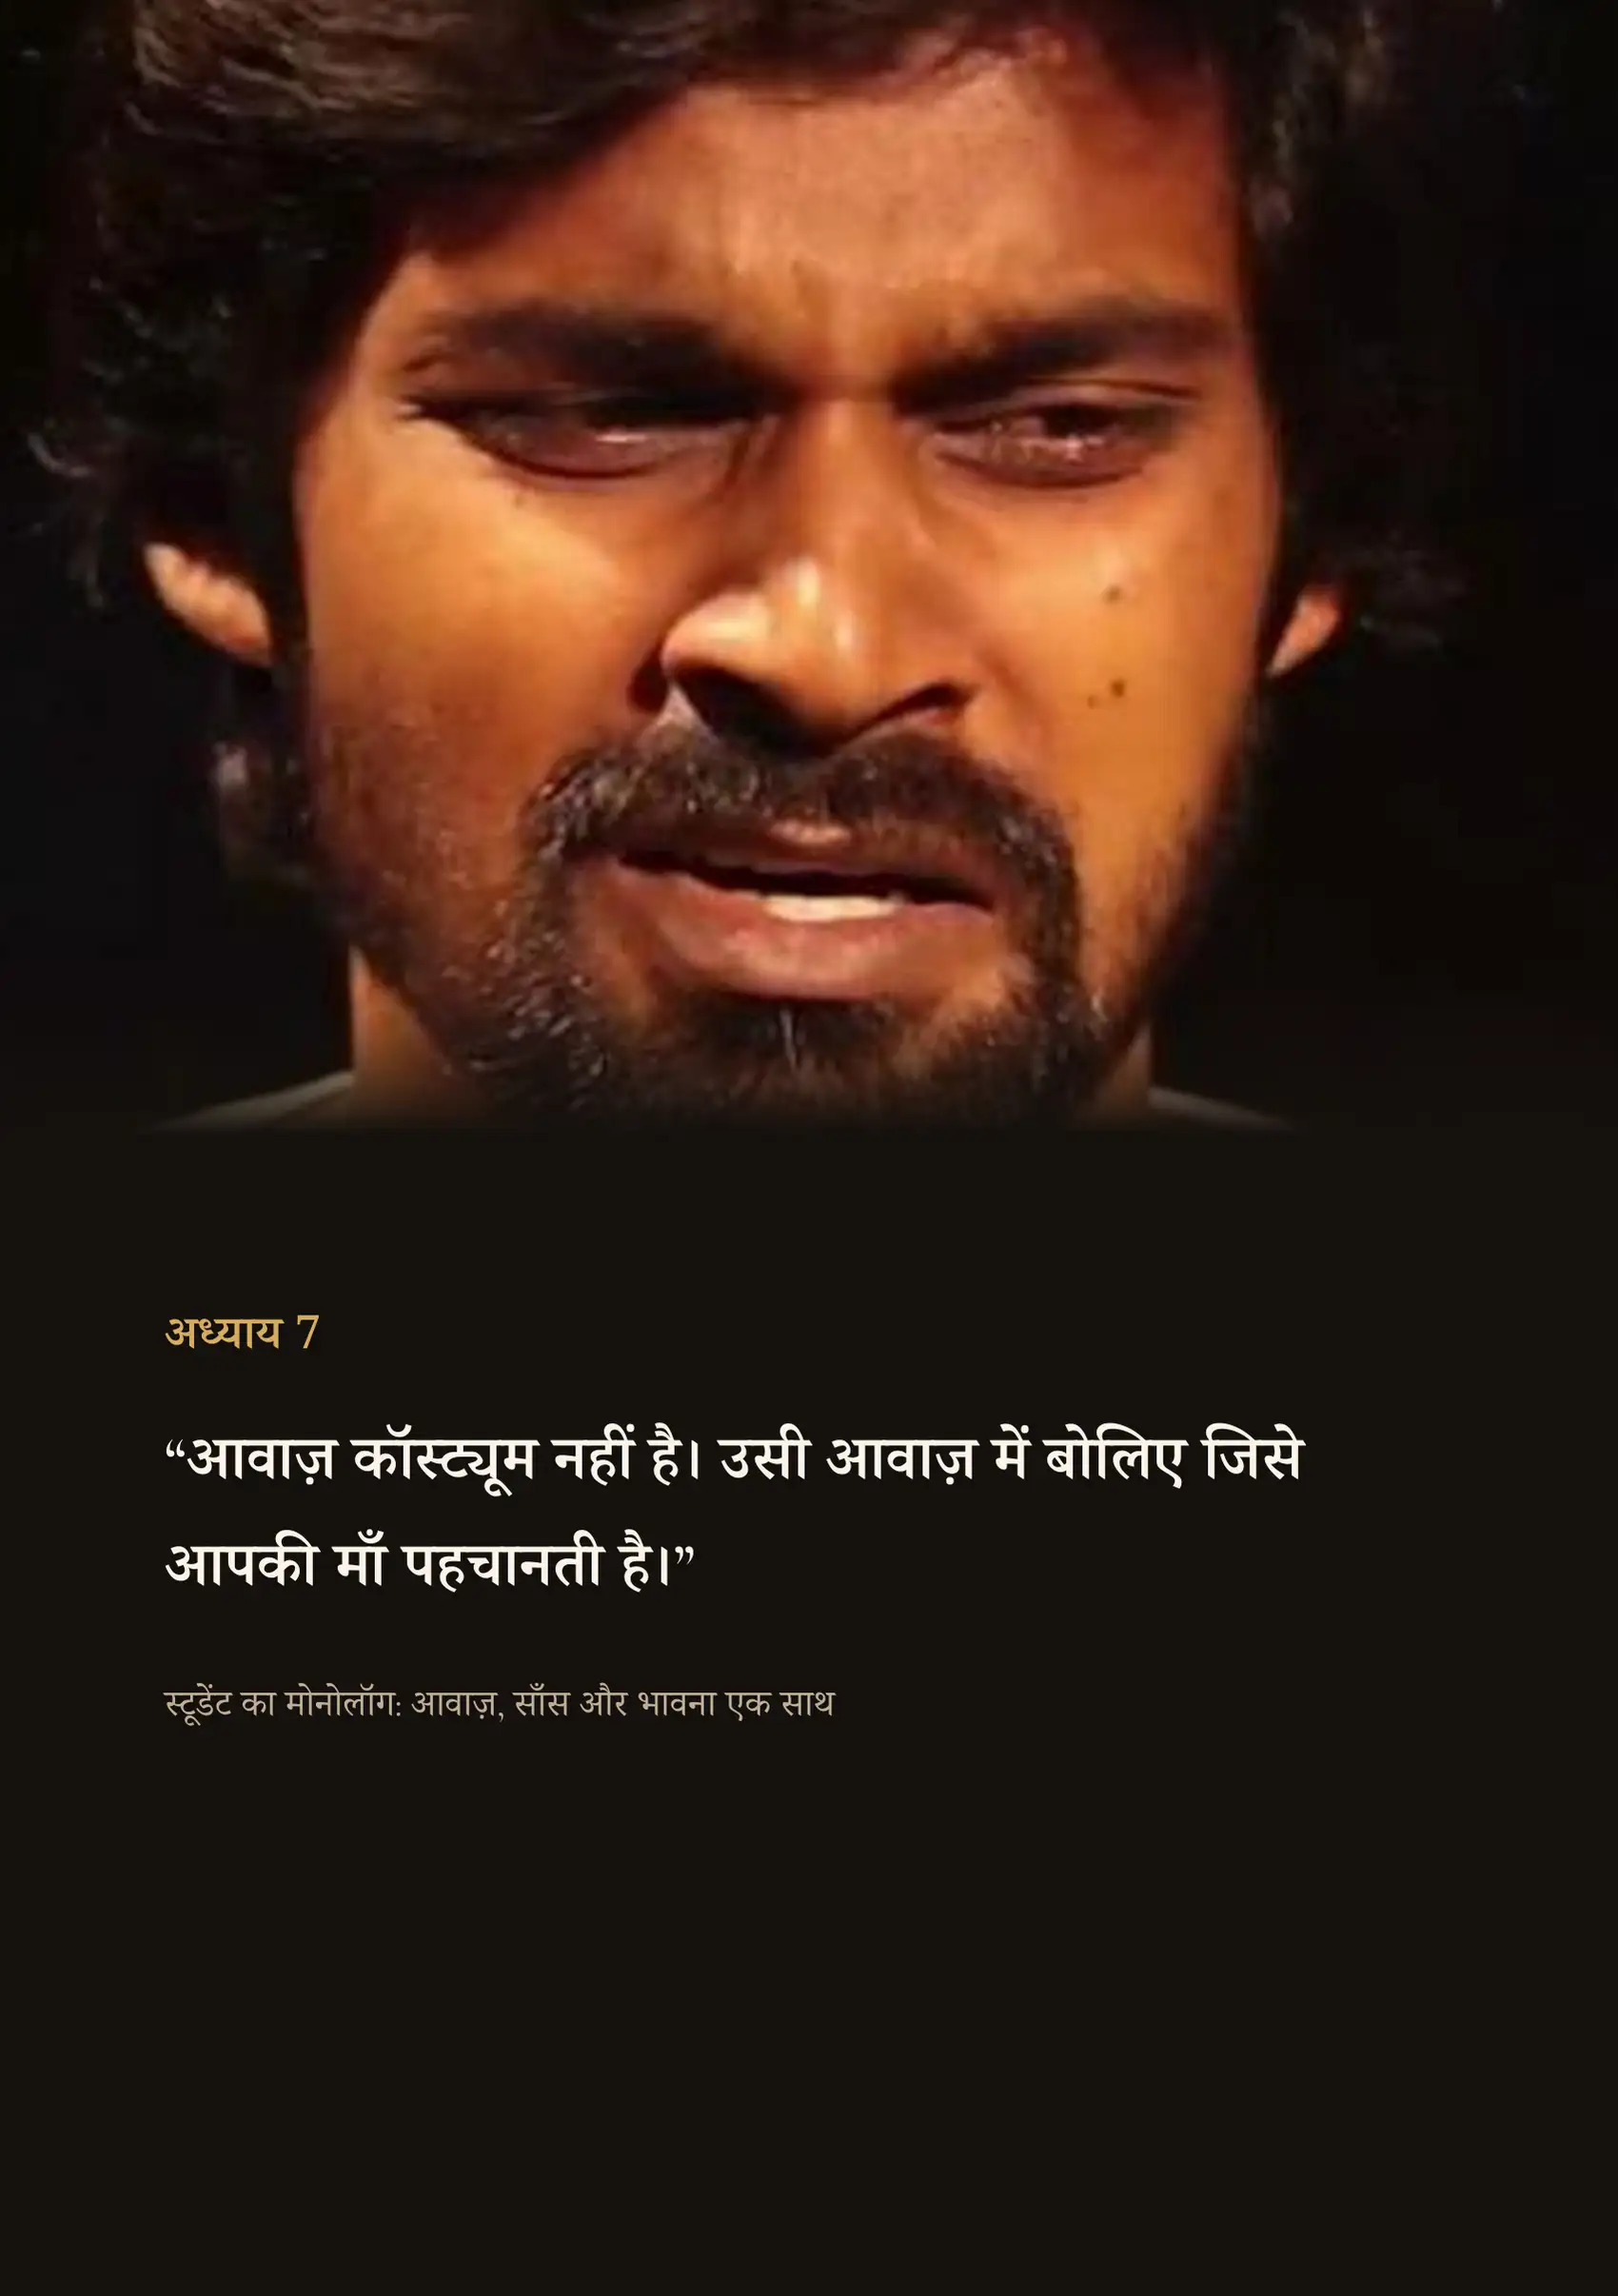 अध्याय 7
“आवाज़ कॉस्ट्यूम नहीं है। उसी आवाज़ में बोलिए जिसे
आपकी माँ पहचानती है।”
स्टूडेंट का मोनोलॉग: आवाज़, साँस और भावना एक साथ